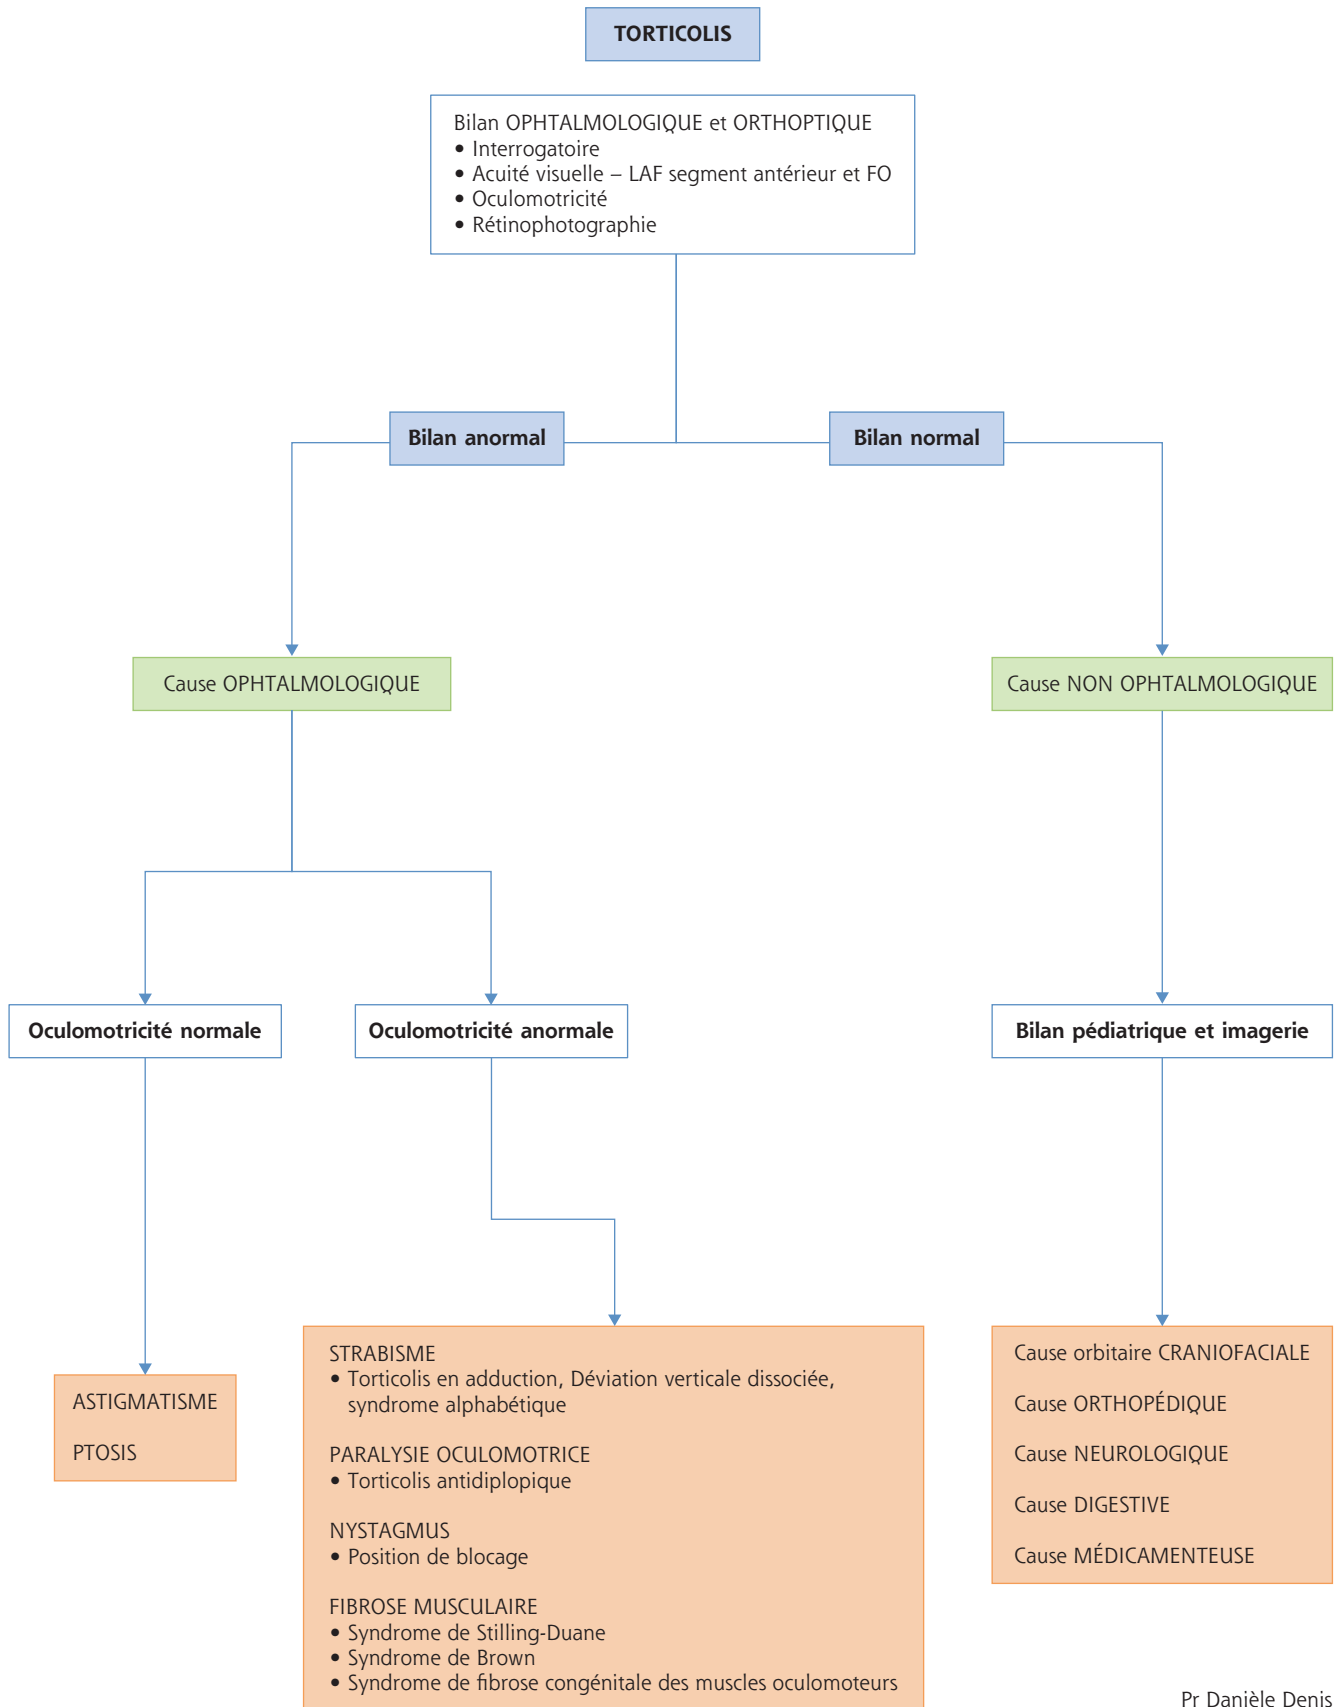 TORTICOLIS
Bilan OPHTALMOLOGIQUE et ORTHOPTIQUE
• Interrogatoire
• Acuité visuelle – LAF segment antérieur et FO
• Oculomotricité
• Rétinophotographie
Bilan anormal
Bilan normal
Cause OPHTALMOLOGIQUE
Cause NON OPHTALMOLOGIQUE
Oculomotricité normale
Oculomotricité anormale
Bilan pédiatrique et imagerie
ASTIGMATISME
PTOSIS
STRABISME
• Torticolis en adduction, Déviation verticale dissociée,
syndrome alphabétique
PARALYSIE OCULOMOTRICE
• Torticolis antidiplopique
NYSTAGMUS
• Position de blocage
FIBROSE MUSCULAIRE
• Syndrome de Stilling-Duane
• Syndrome de Brown
• Syndrome de fibrose congénitale des muscles oculomoteurs
Cause orbitaire CRANIOFACIALE
Cause ORTHOPÉDIQUE
Cause NEUROLOGIQUE
Cause DIGESTIVE
Cause MÉDICAMENTEUSE
Pr Danièle Denis